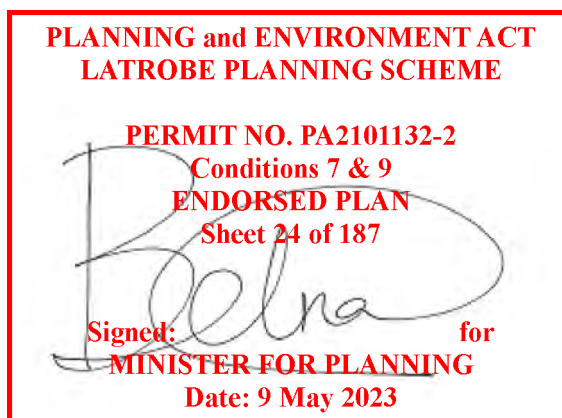 PLANNING and ENVIRONMENT ACT
LATROBE PLANNING SCHEME
PERMIT NO. PA2101132-2
Conditions 7 & 9
ENDORSED PLAN
Sheet 24 of 187
Signed: for
MINISTER FOR PLANNING
Date: 9 May 2023